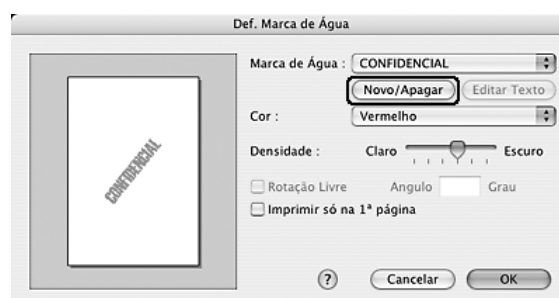 Def. Marca de Água
Marca de Água : CONFIDENCIAL
Novo/Apagar Editar Texto
Cor : Vermelho
Densidade : Claro Escuro
CONFIDENCIAL
Rotação Livre Angulo Grau
Imprimir só na 1ª página
? Cancelar OK